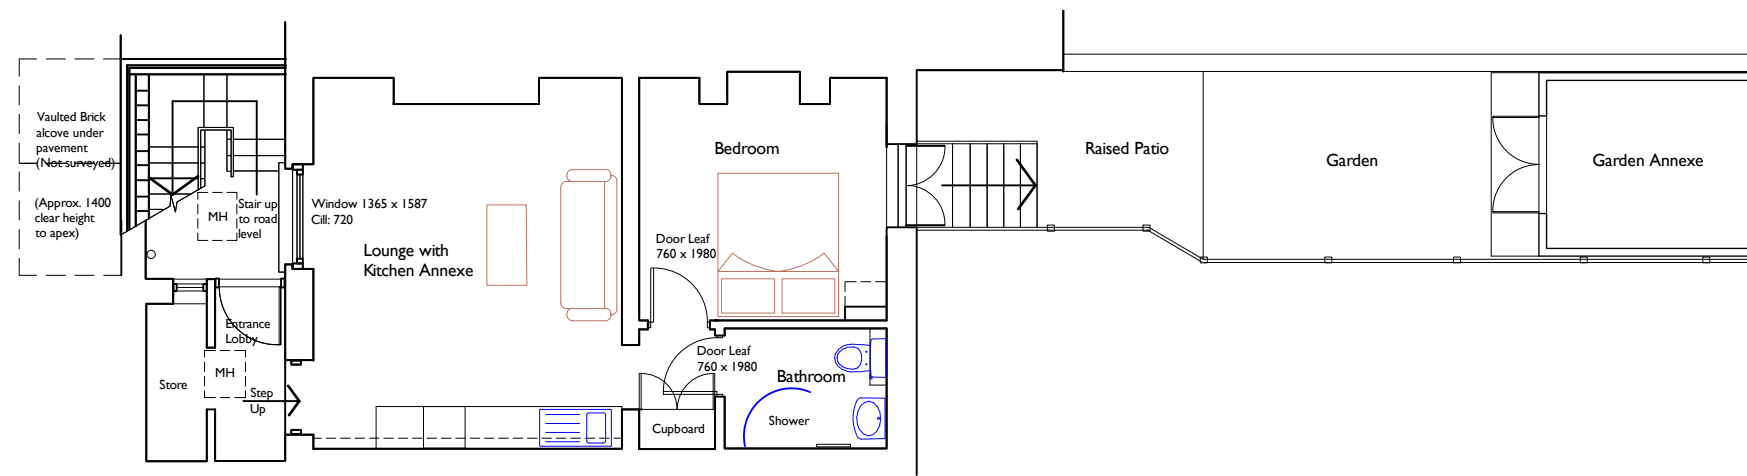 Vaulted Brick
alcove under
pavement
(Not surveyed)
(Approx. 1400
clear height
to apex)
MH
Stair up
to road
level
Window 1365 x 1587
Cill: 720
Lounge with
Kitchen Annexe
Bedroom
Door Leaf
760 x 1980
Raised Patio
Garden
Garden Annexe
Entrance
Lobby
MH
Store
Step
Up
Door Leaf
760 x 1980
Bathroom
Shower
Cupboard